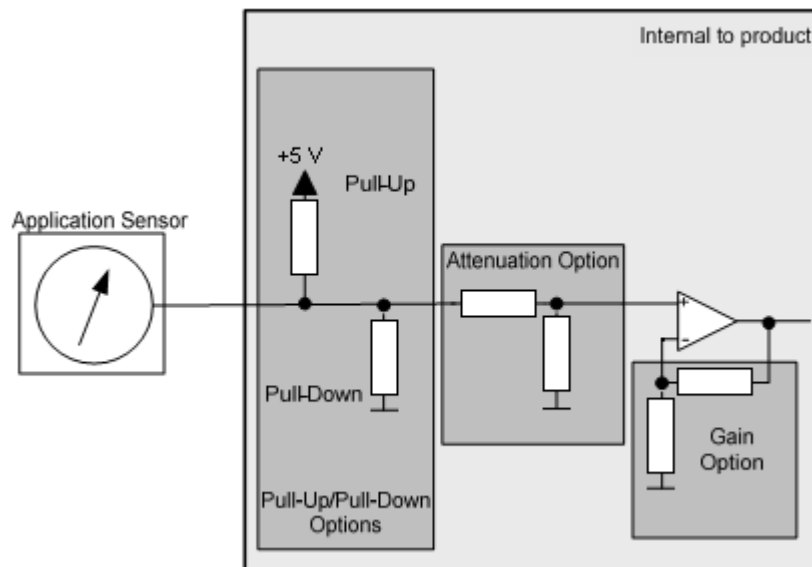 Internal to product
+5 V
Pull-Up
Application Sensor
Attenuation Option
+
-
Pull-Down
Gain
Option
Pull-Up/Pull-Down
Options